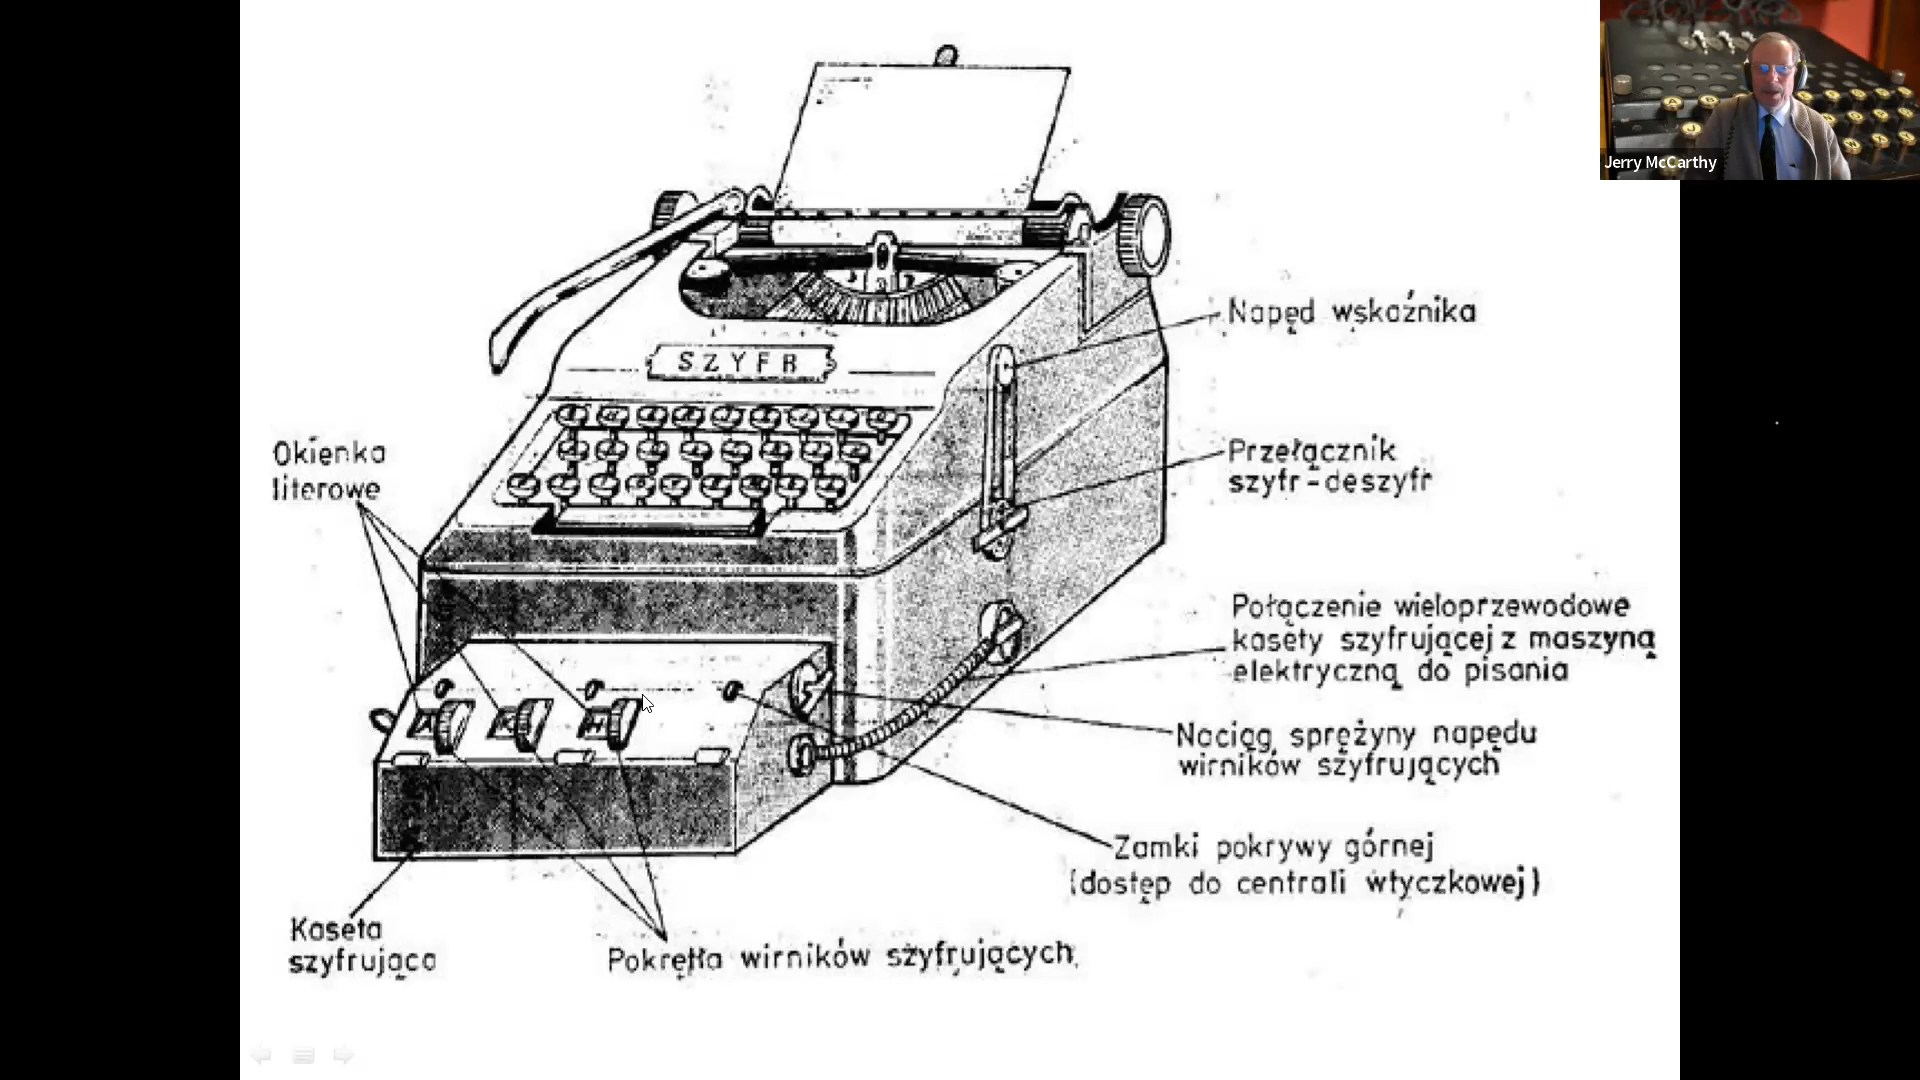 Jerry McCarthy
Napęd wskaźnika
SZYFR
Przełącznik
szyfr-deszyfr
Okienka
literowe
Połączenie wieloprzewodowe
kasety szyfrującej z maszyną
elektryczną do pisania
Naciąg sprężyny napędu
wirników szyfrujących
Zamki pokrywy górnej
(dostęp do centrali wtyczkowej)
Kaseta
szyfrująca
Pokrętła wirników szyfrujących